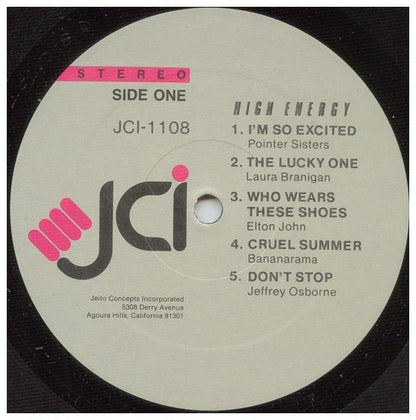 STEREO
SIDE ONE
JCI-1108
JCi
Jeito Concepts Incorporated
5308 Derry Avenue
Agoura Hills, California 91301
HIGH ENERGY
1. I'M SO EXCITED
Pointer Sisters
2. THE LUCKY ONE
Laura Branigan
3. WHO WEARS
THESE SHOES
Elton John
4. CRUEL SUMMER
Bananarama
5. DON'T STOP
Jeffrey Osborne